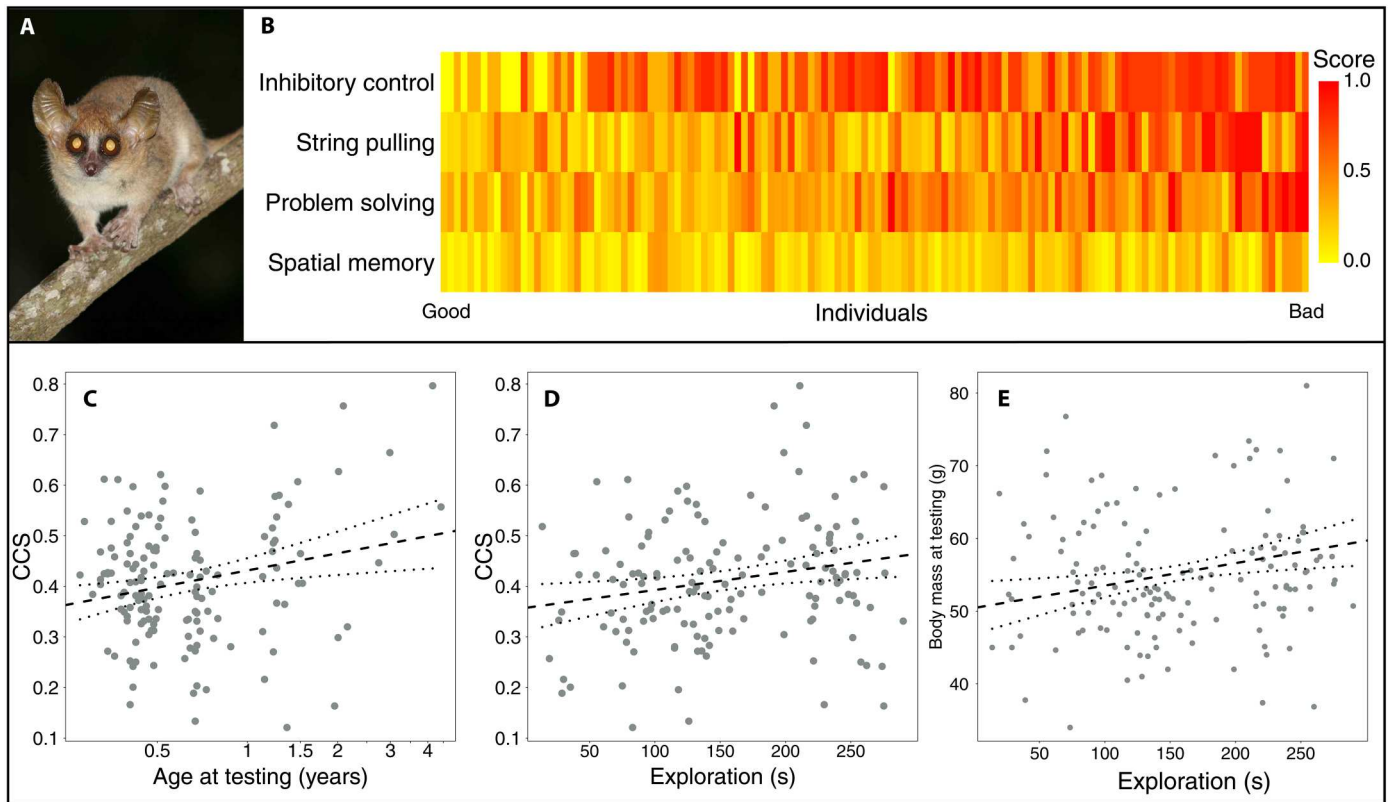 A
B
Score
Inhibitory control
String pulling
Problem solving
Spatial memory
1.0
0.5
0.0
Good
Individuals
Bad
C
CCS
0.8
0.7
0.6
0.5
0.4
0.3
0.2
0.1
0.5
1
1.5
2
3
4
Age at testing (years)
D
CCS
0.8
0.7
0.6
0.5
0.4
0.3
0.2
0.1
50
100
150
200
250
Exploration (s)
E
Body mass at testing (g)
80
70
60
50
40
50
100
150
200
250
Exploration (s)